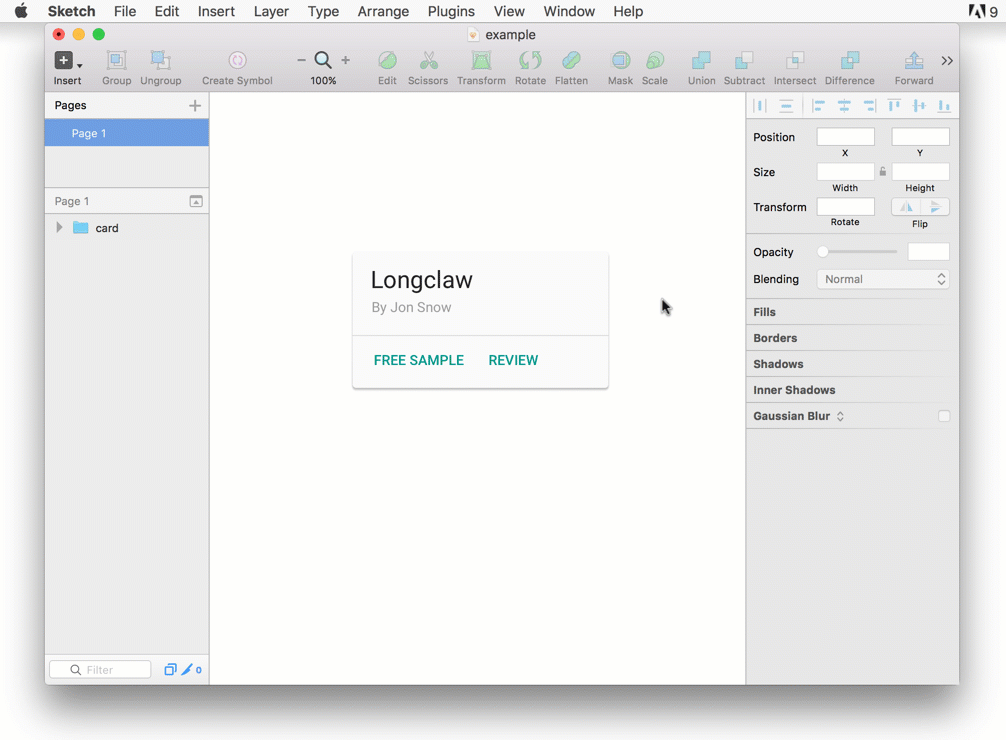 Sketch File Edit Insert Layer Type Arrange Plugins View Window Help 9
example
Insert Group Ungroup Create Symbol 100% Edit Scissors Transform Rotate Flatten Mask Scale Union Subtract Intersect Difference Forward
Pages
Page 1
Page 1
card
Longclaw
By Jon Snow
FREE SAMPLE REVIEW
Position
X Y
Size
Width Height
Transform
Rotate Flip
Opacity
Blending Normal
Fills
Borders
Shadows
Inner Shadows
Gaussian Blur
Filter 0